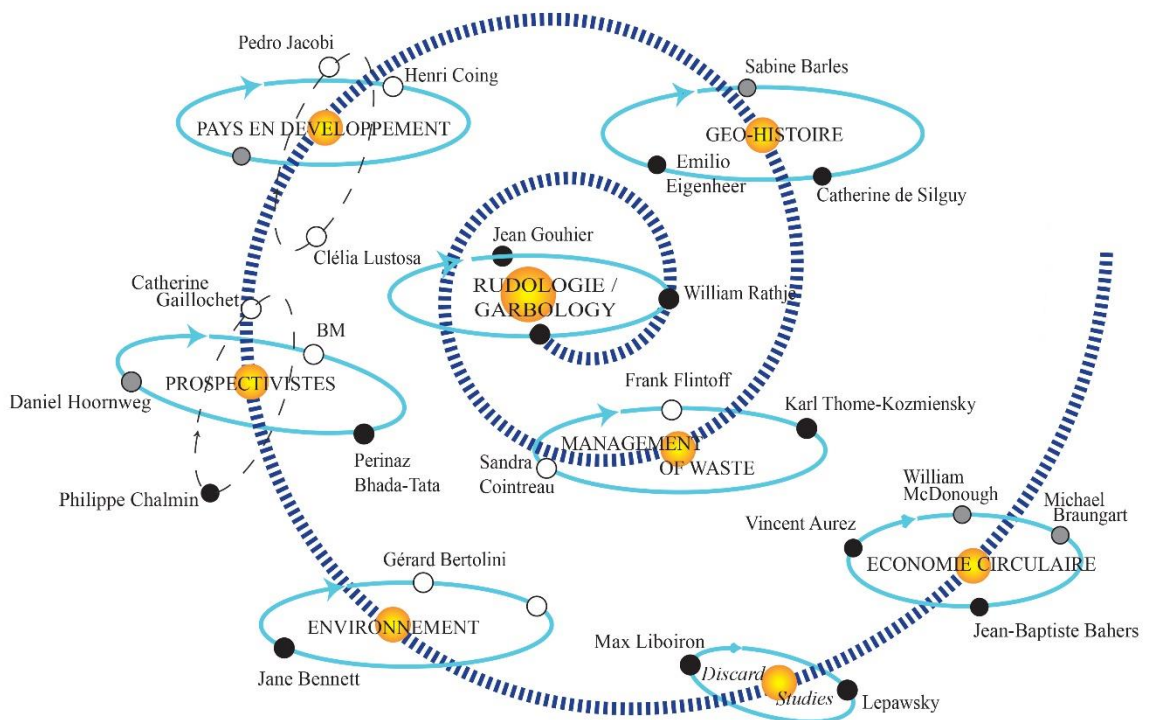 Pedro Jacobi
Henri Coing
PAYS EN DEVELOPPEMENT
Clélia Lustosa
Sabine Barles
GEO-HISTOIRE
Emilio
Eigenheer
Catherine de Silguy
Jean Gouhier
RUDOLOGIE /
GARBOLOGY
William Rathje
Catherine
Gaillochet
BM
PROSPECTIVISTES
Daniel Hoornweg
Perinaz
Bhada-Tata
Philippe Chalmin
Frank Flintoff
Karl Thome-Kozmiensky
MANAGEMENT
OF WASTE
Sandra
Cointreau
William
McDonough
Michael
Braungart
Vincent Aurez
ECONOMIE CIRCULAIRE
Jean-Baptiste Bahers
Gérard Bertolini
ENVIRONNEMENT
Jane Bennett
Max Liboiron
Discard
Studies
Lepawsky